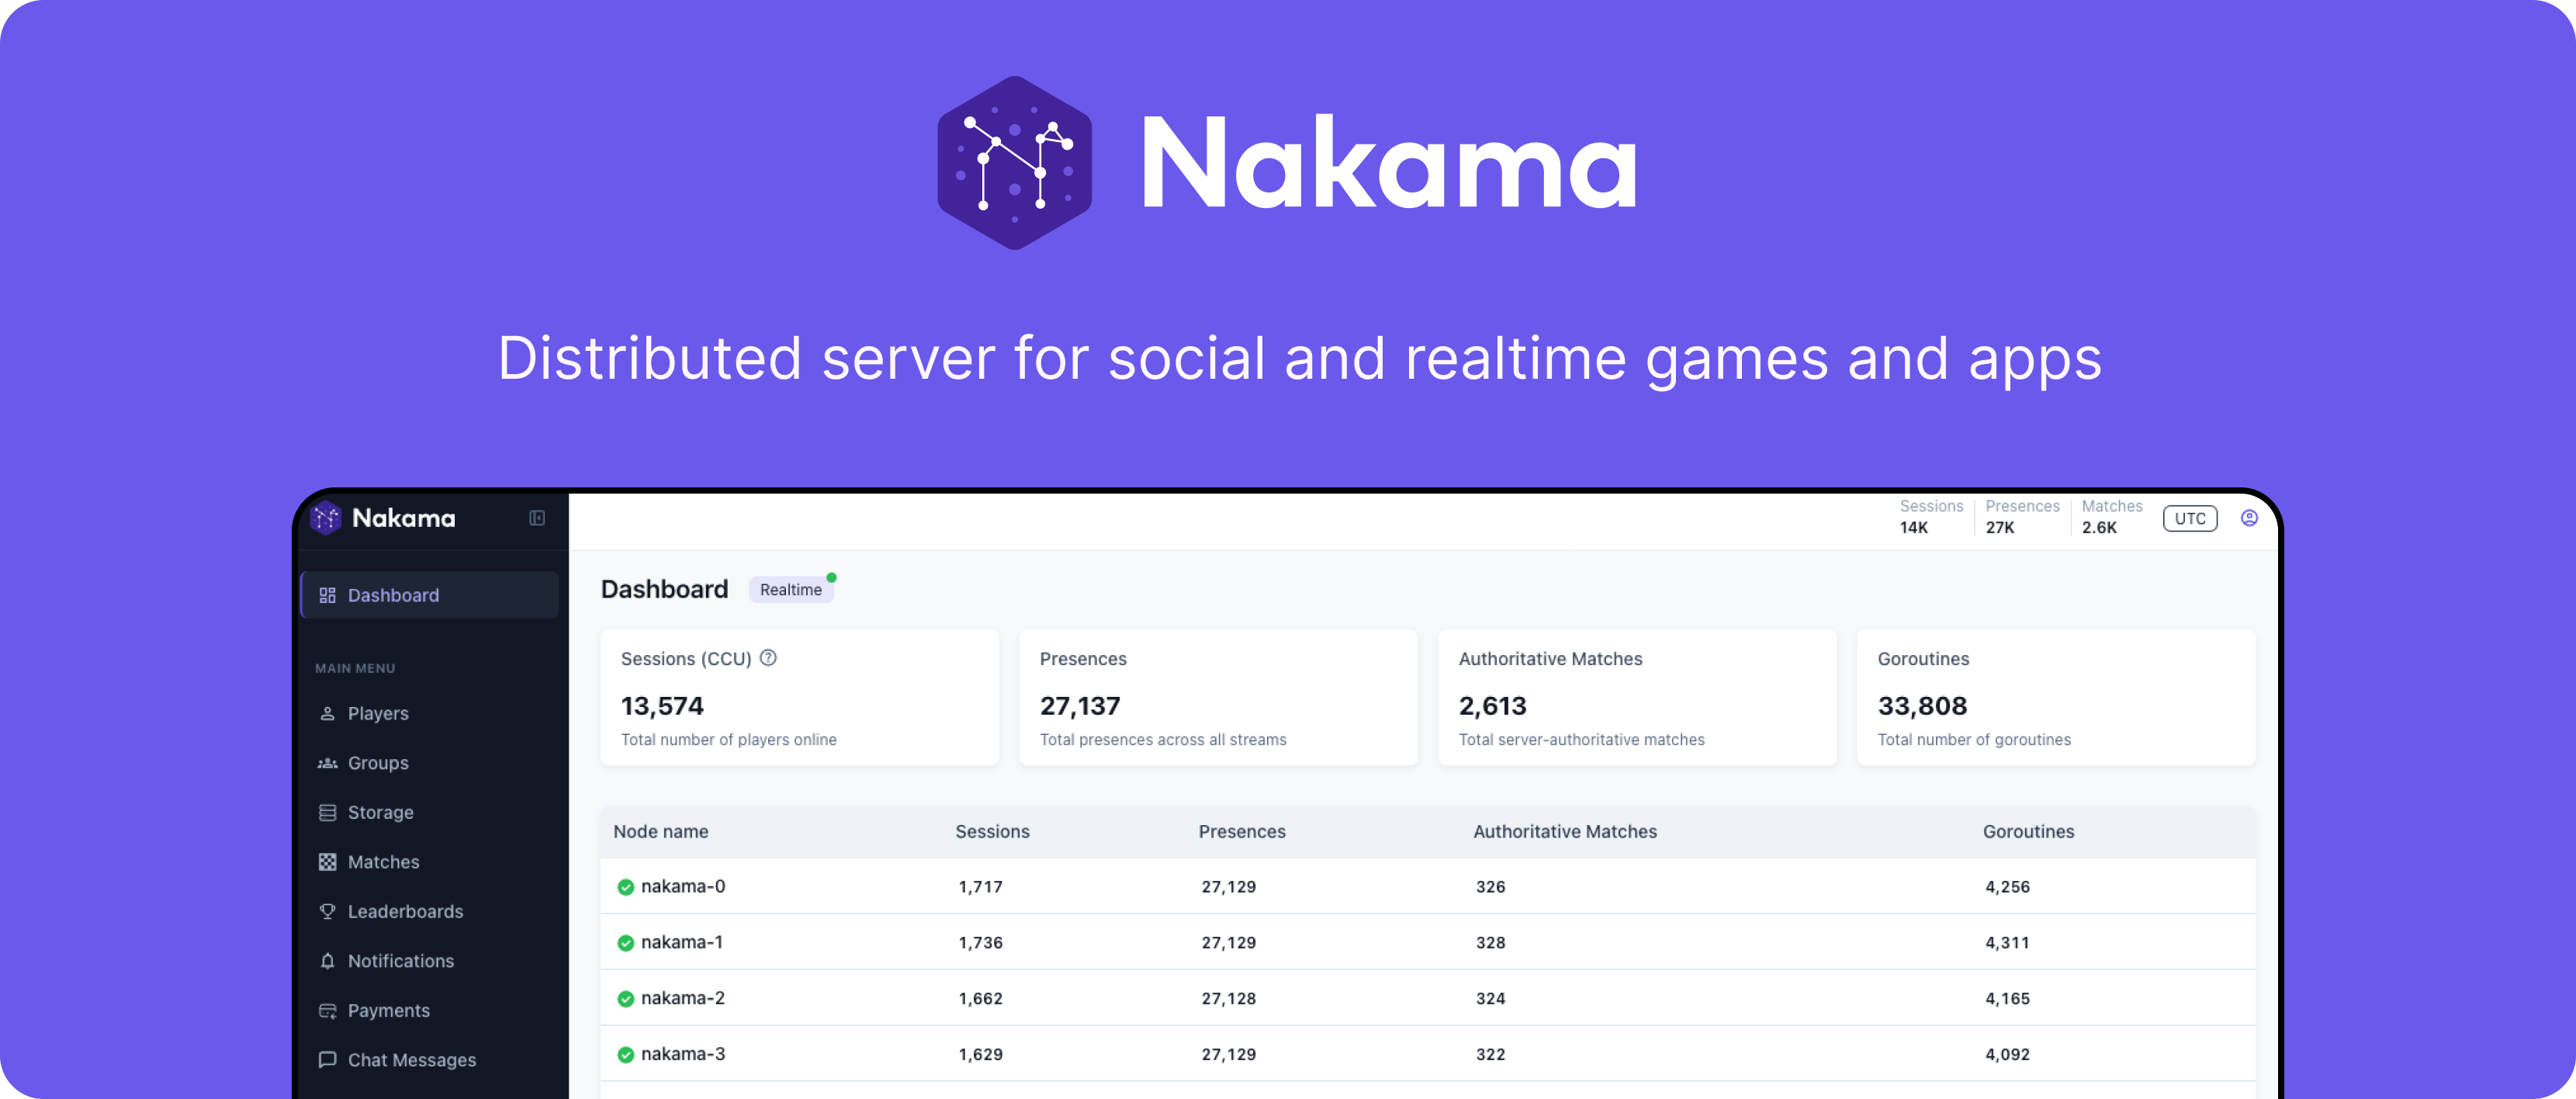 Nakama
Distributed server for social and realtime games and apps
Nakama
Sessions Presences Matches
14K 27K 2.6K UTC
Dashboard
MAIN MENU
Players
Groups
Storage
Matches
Leaderboards
Notifications
Payments
Chat Messages
Dashboard Realtime
Sessions (CCU) ?
13,574
Total number of players online
Presences
27,137
Total presences across all streams
Authoritative Matches
2,613
Total server-authoritative matches
Goroutines
33,808
Total number of goroutines
Node name Sessions Presences Authoritative Matches Goroutines
nakama-0 1,717 27,129 326 4,256
nakama-1 1,736 27,129 328 4,311
nakama-2 1,662 27,128 324 4,165
nakama-3 1,629 27,129 322 4,092